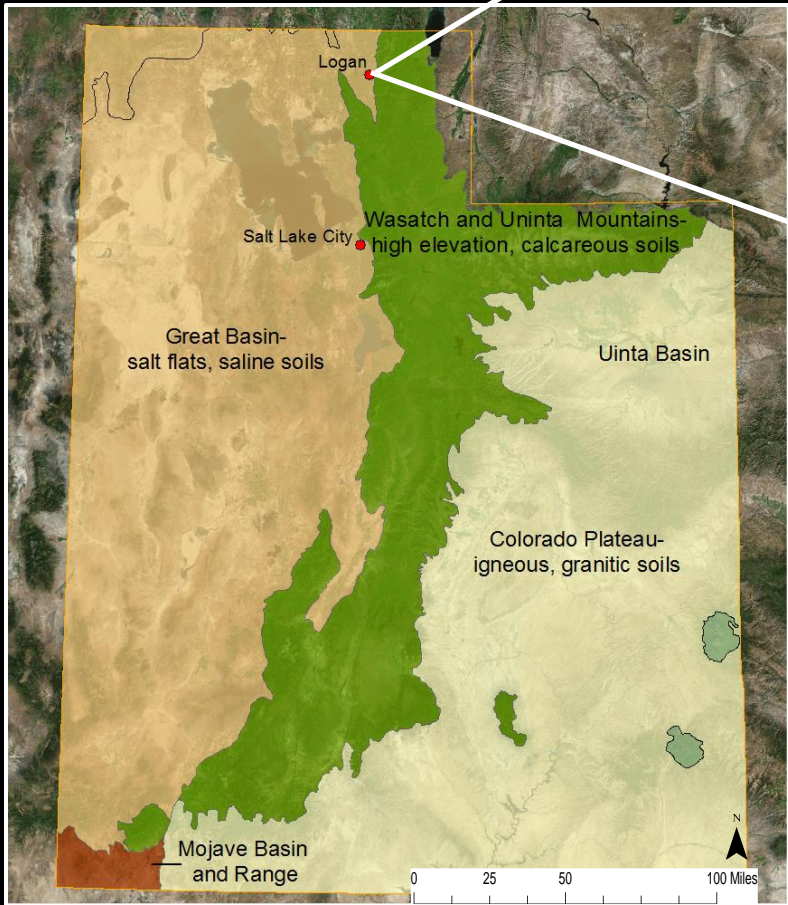 Logan
Wasatch and Uninta Mountains-
high elevation, calcareous soils
Salt Lake City
Great Basin-
salt flats, saline soils
Uinta Basin
Colorado Plateau-
igneous, granitic soils
Mojave Basin
and Range
N
0 25 50 100 Miles